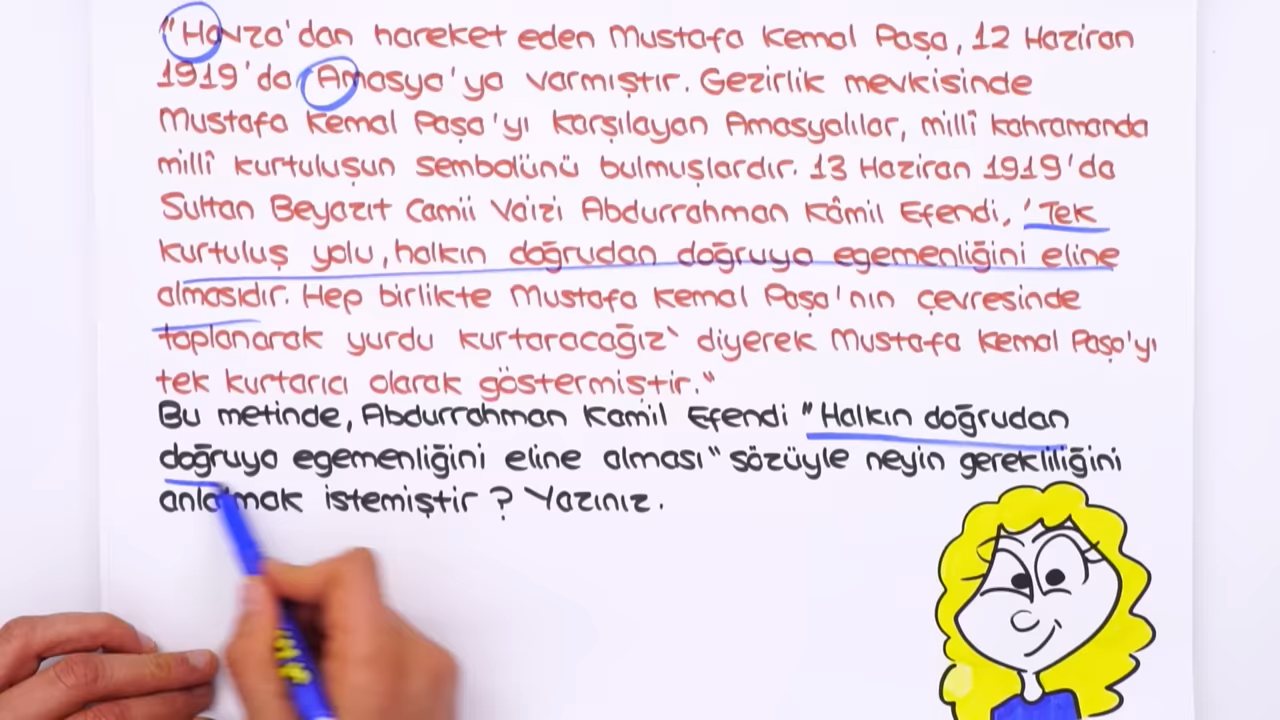 "Havza'dan hareket eden Mustafa Kemal Paşa, 12 Haziran
1919'da Amasya'ya varmıştır. Gezirlik mevkisinde
Mustafa Kemal Paşa'yı karşılayan Amasyalılar, millî kahramanda
millî kurtuluşun sembolünü bulmuşlardır. 13 Haziran 1919'da
Sultan Beyazıt Camii Vaizi Abdurrahman Kâmil Efendi, 'Tek
kurtuluş yolu, halkın doğrudan doğruya egemenliğini eline
almasıdır. Hep birlikte Mustafa Kemal Paşa'nın çevresinde
toplanarak yurdu kurtaracağız' diyerek Mustafa Kemal Paşa'yı
tek kurtarıcı olarak göstermiştir."
Bu metinde, Abdurrahman Kamil Efendi "Halkın doğrudan
doğruya egemenliğini eline alması" sözüyle neyin gerekliliğini
anlatmak istemiştir? Yazınız.